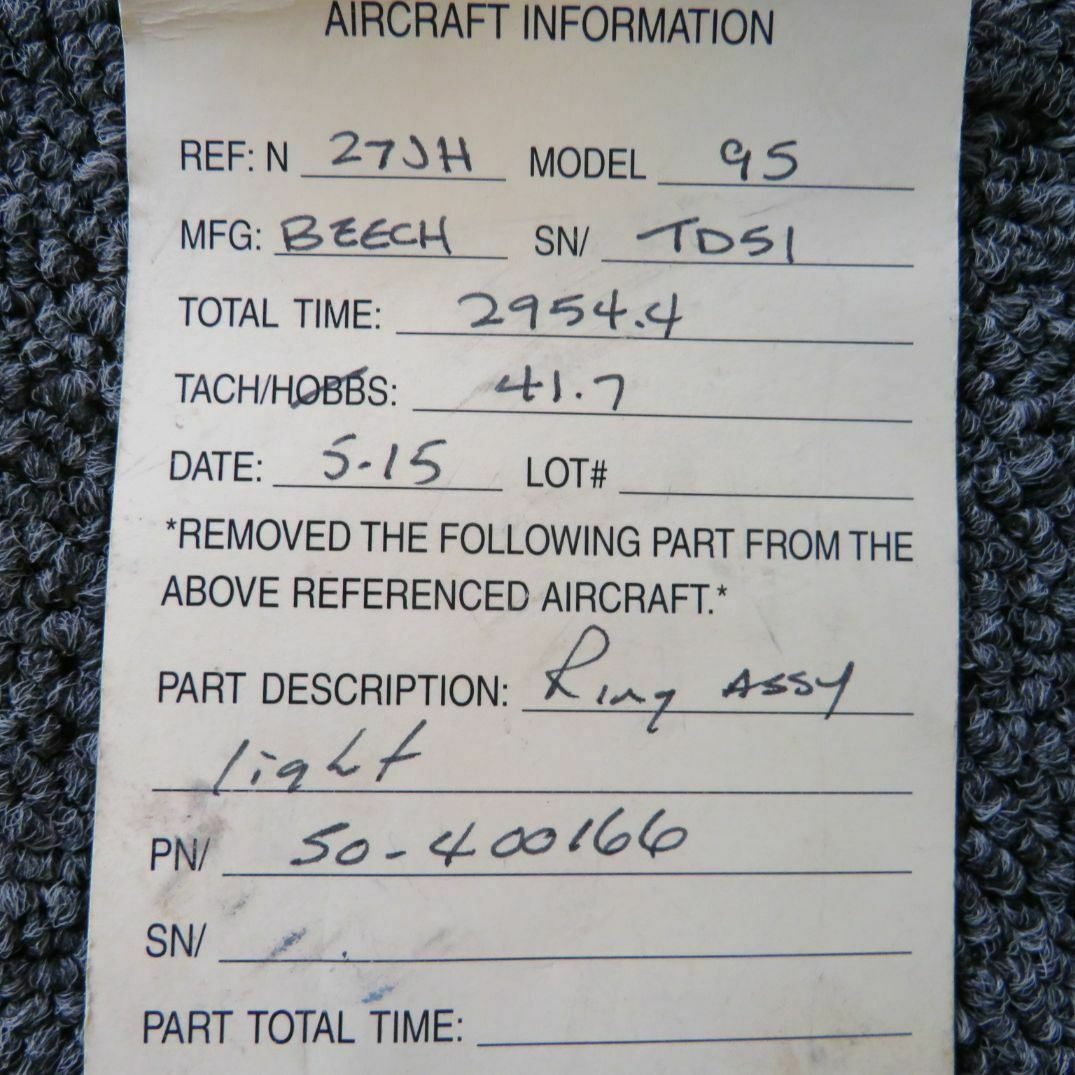 AIRCRAFT INFORMATION
REF: N 27JH MODEL 95
MFG: BEECH SN/ TD51
TOTAL TIME: 2954.4
TACH/HOBBS: 41.7
DATE: 5-15 LOT#
*REMOVED THE FOLLOWING PART FROM THE
ABOVE REFERENCED AIRCRAFT.*
PART DESCRIPTION: Ring ASSY
light
PN/ 50-400166
SN/
PART TOTAL TIME: